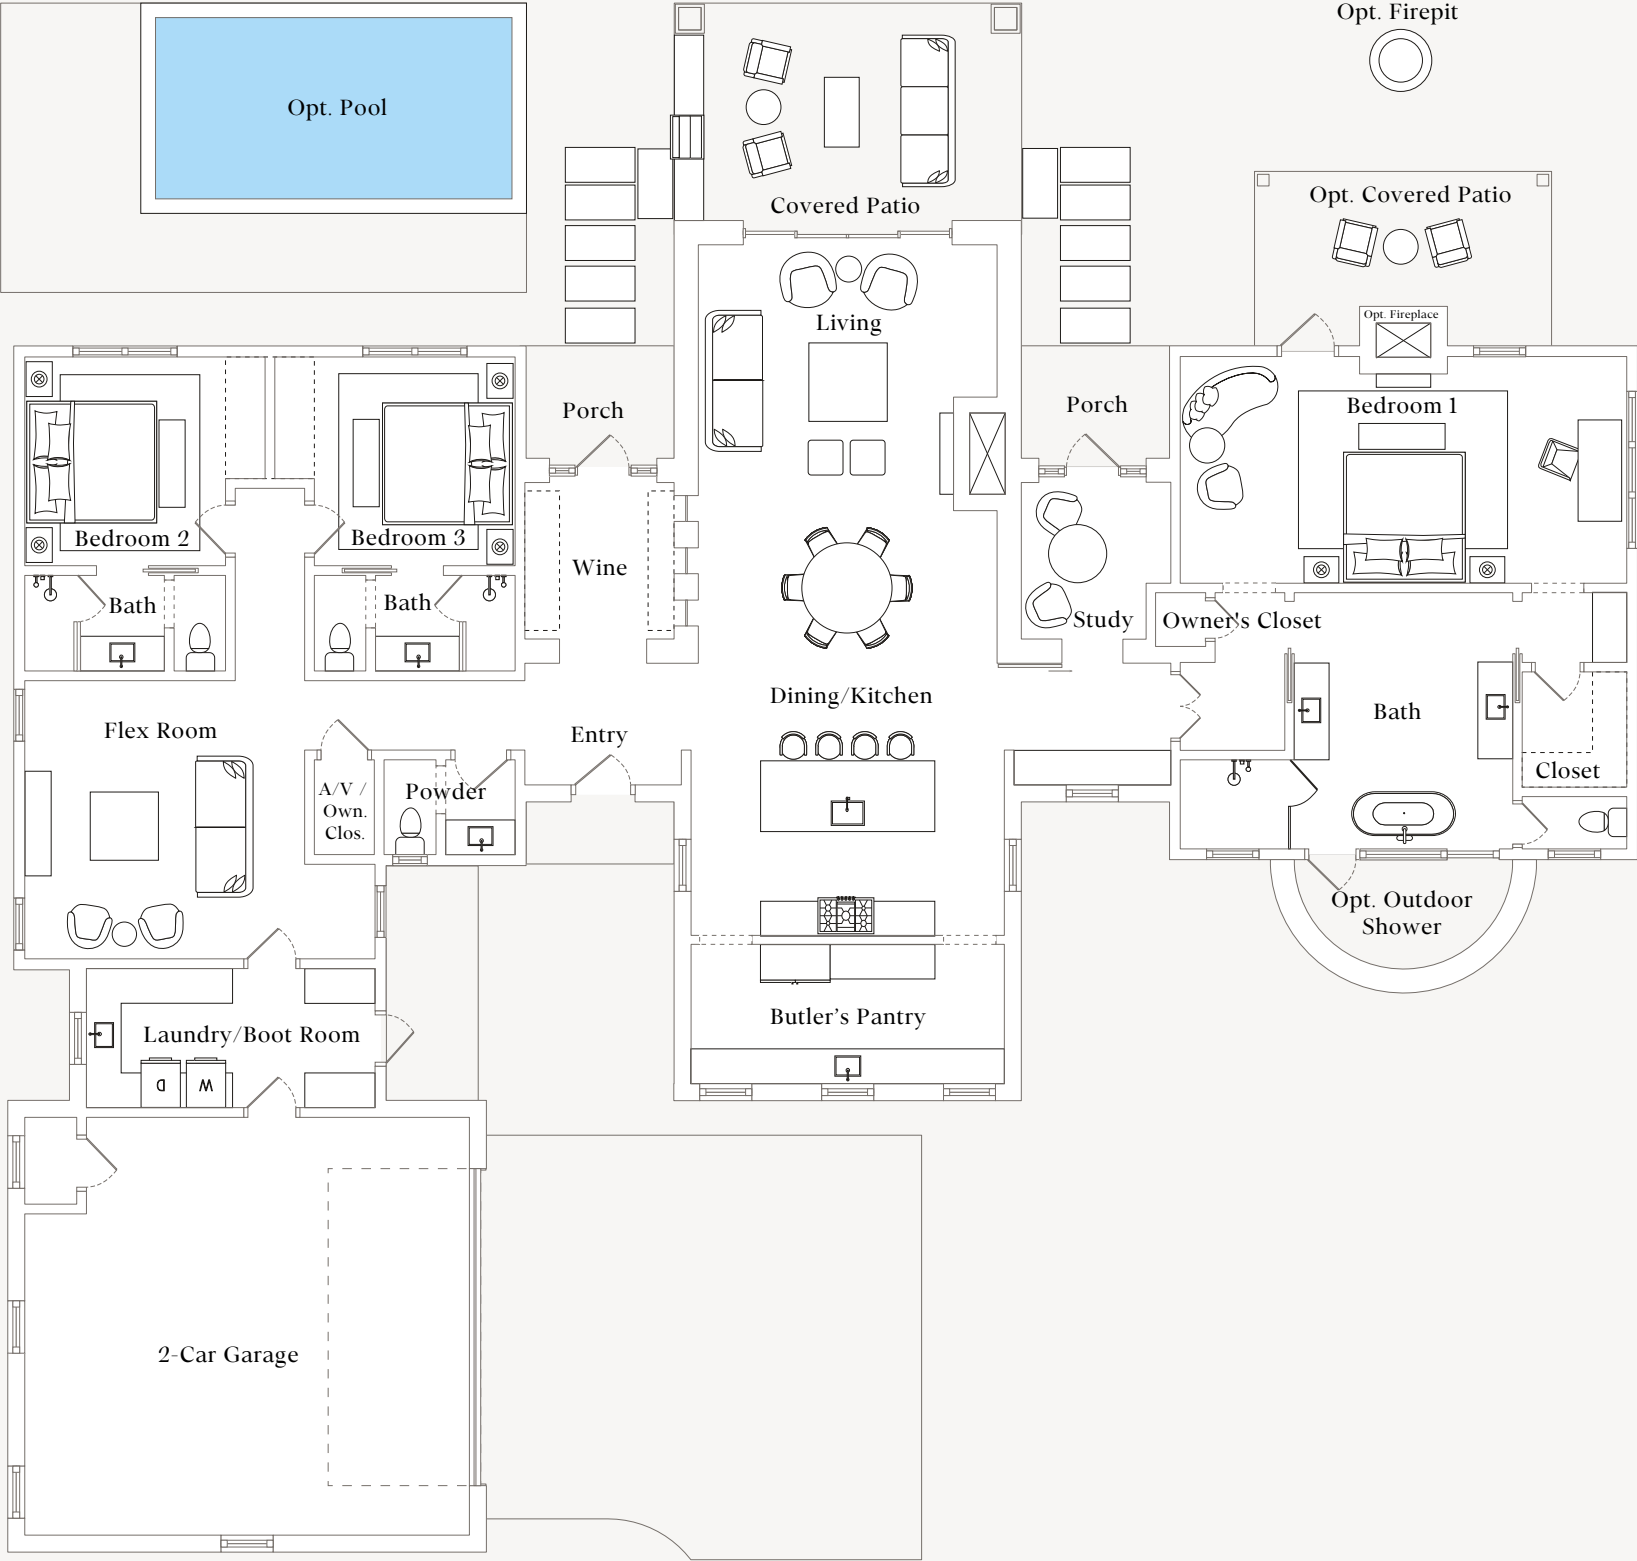 Opt. Firepit
Opt. Pool
Opt. Covered Patio
Covered Patio
Opt. Fireplace
Living
Porch
Porch
Bedroom 1
Bedroom 2
Bedroom 3
Wine
Bath
Bath
Study
Owner's Closet
Dining/Kitchen
Bath
Flex Room
Entry
Closet
A/V /
Own.
Clos.
Powder
Opt. Outdoor
Shower
Butler's Pantry
Laundry/Boot Room
D
W
2-Car Garage